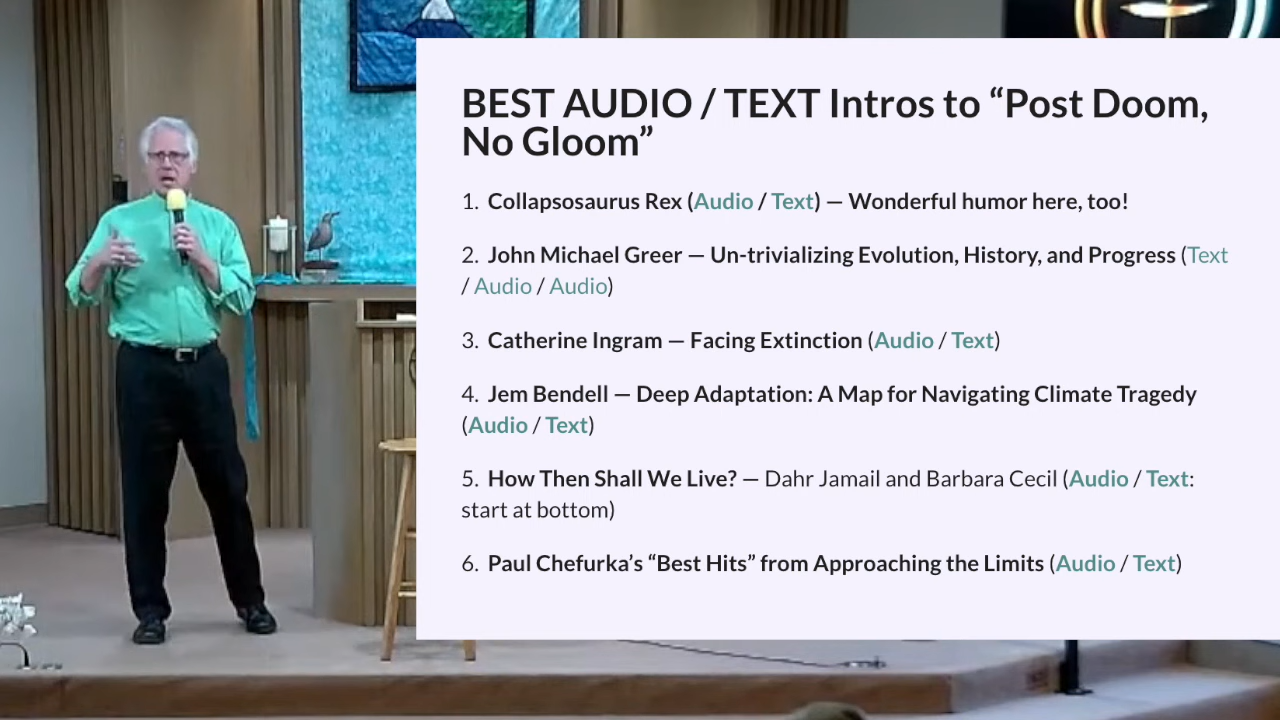 BEST AUDIO / TEXT Intros to “Post Doom,
No Gloom”
1. Collapsosaurus Rex (Audio / Text) — Wonderful humor here, too!
2. John Michael Greer — Un-trivializing Evolution, History, and Progress (Text
/ Audio / Audio)
3. Catherine Ingram — Facing Extinction (Audio / Text)
4. Jem Bendell — Deep Adaptation: A Map for Navigating Climate Tragedy
(Audio / Text)
5. How Then Shall We Live? — Dahr Jamail and Barbara Cecil (Audio / Text:
start at bottom)
6. Paul Chefurka’s “Best Hits” from Approaching the Limits (Audio / Text)